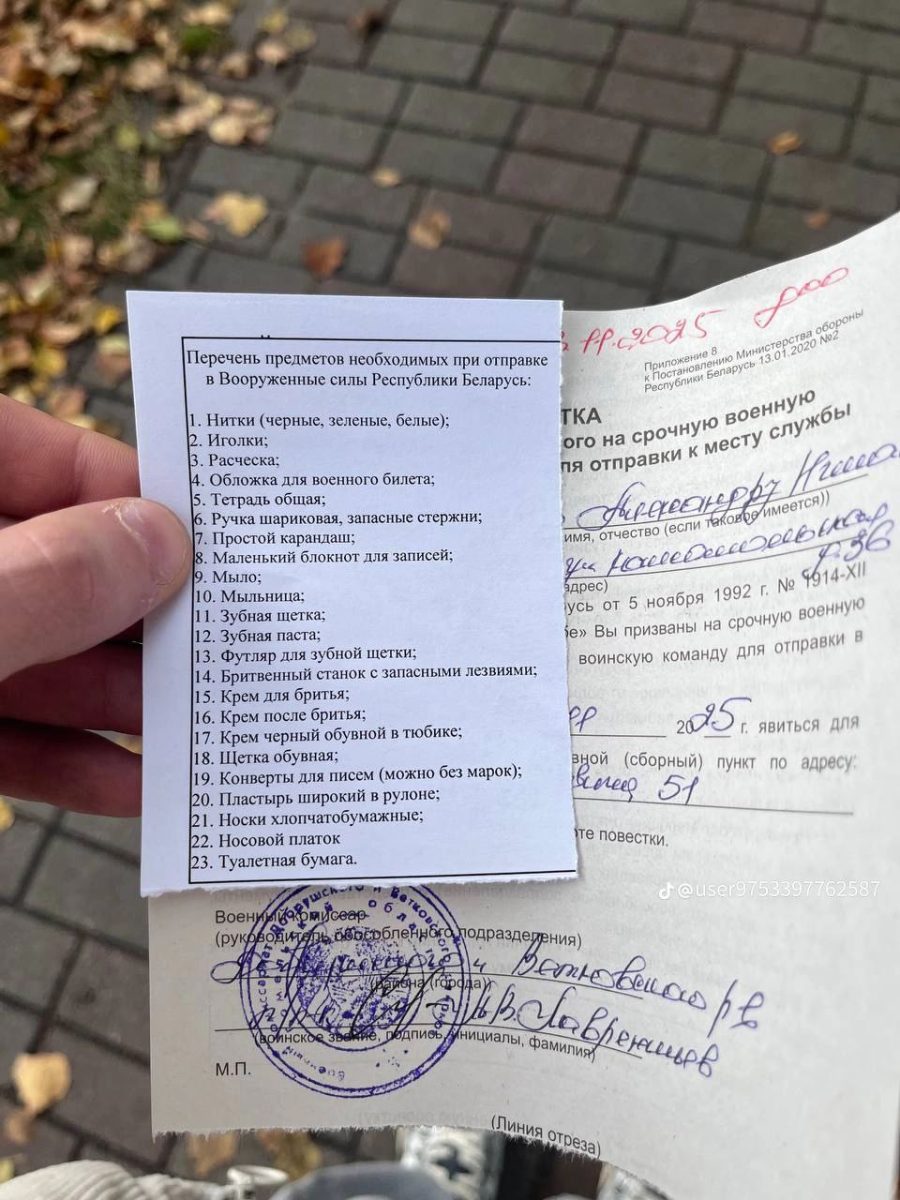 Перечень предметов необходимых при отправке
в Вооруженные силы Республики Беларусь:
1. Нитки (черные, зеленые, белые);
2. Иголки;
3. Расческа;
4. Обложка для военного билета;
5. Тетрадь общая;
6. Ручка шариковая, запасные стержни;
7. Простой карандаш;
8. Маленький блокнот для записей;
9. Мыло;
10. Мыльница;
11. Зубная щетка;
12. Зубная паста;
13. Футляр для зубной щетки;
14. Бритвенный станок с запасными лезвиями;
15. Крем для бритья;
16. Крем после бритья;
17. Крем черный обувной в тюбике;
18. Щетка обувная;
19. Конверты для писем (можно без марок);
20. Пластырь широкий в рулоне;
21. Носки хлопчатобумажные;
22. Носовой платок
23. Туалетная бумага.
11.2025
Приложение 8
к Постановлению Министерства обороны
Республики Беларусь 13.01.2020 №2
ТКА
ого на срочную военную
ля отправки к месту службы
Александру
имя, отчество (если таковое имеется))
36
адрес)
усь от 5 ноября 1992 г. № 1914-XII
бе» Вы призваны на срочную военную
воинскую команду для отправки в
2025 г. явиться для
вной (сборный) пункт по адресу:
51
те повестки.
Военный комиссар
(руководитель обособленного подразделения)
и Ветковского
(района (города))
(воинское звание, подпись, инициалы, фамилия)
М.П.
(Линия отреза)
@user9753397762587